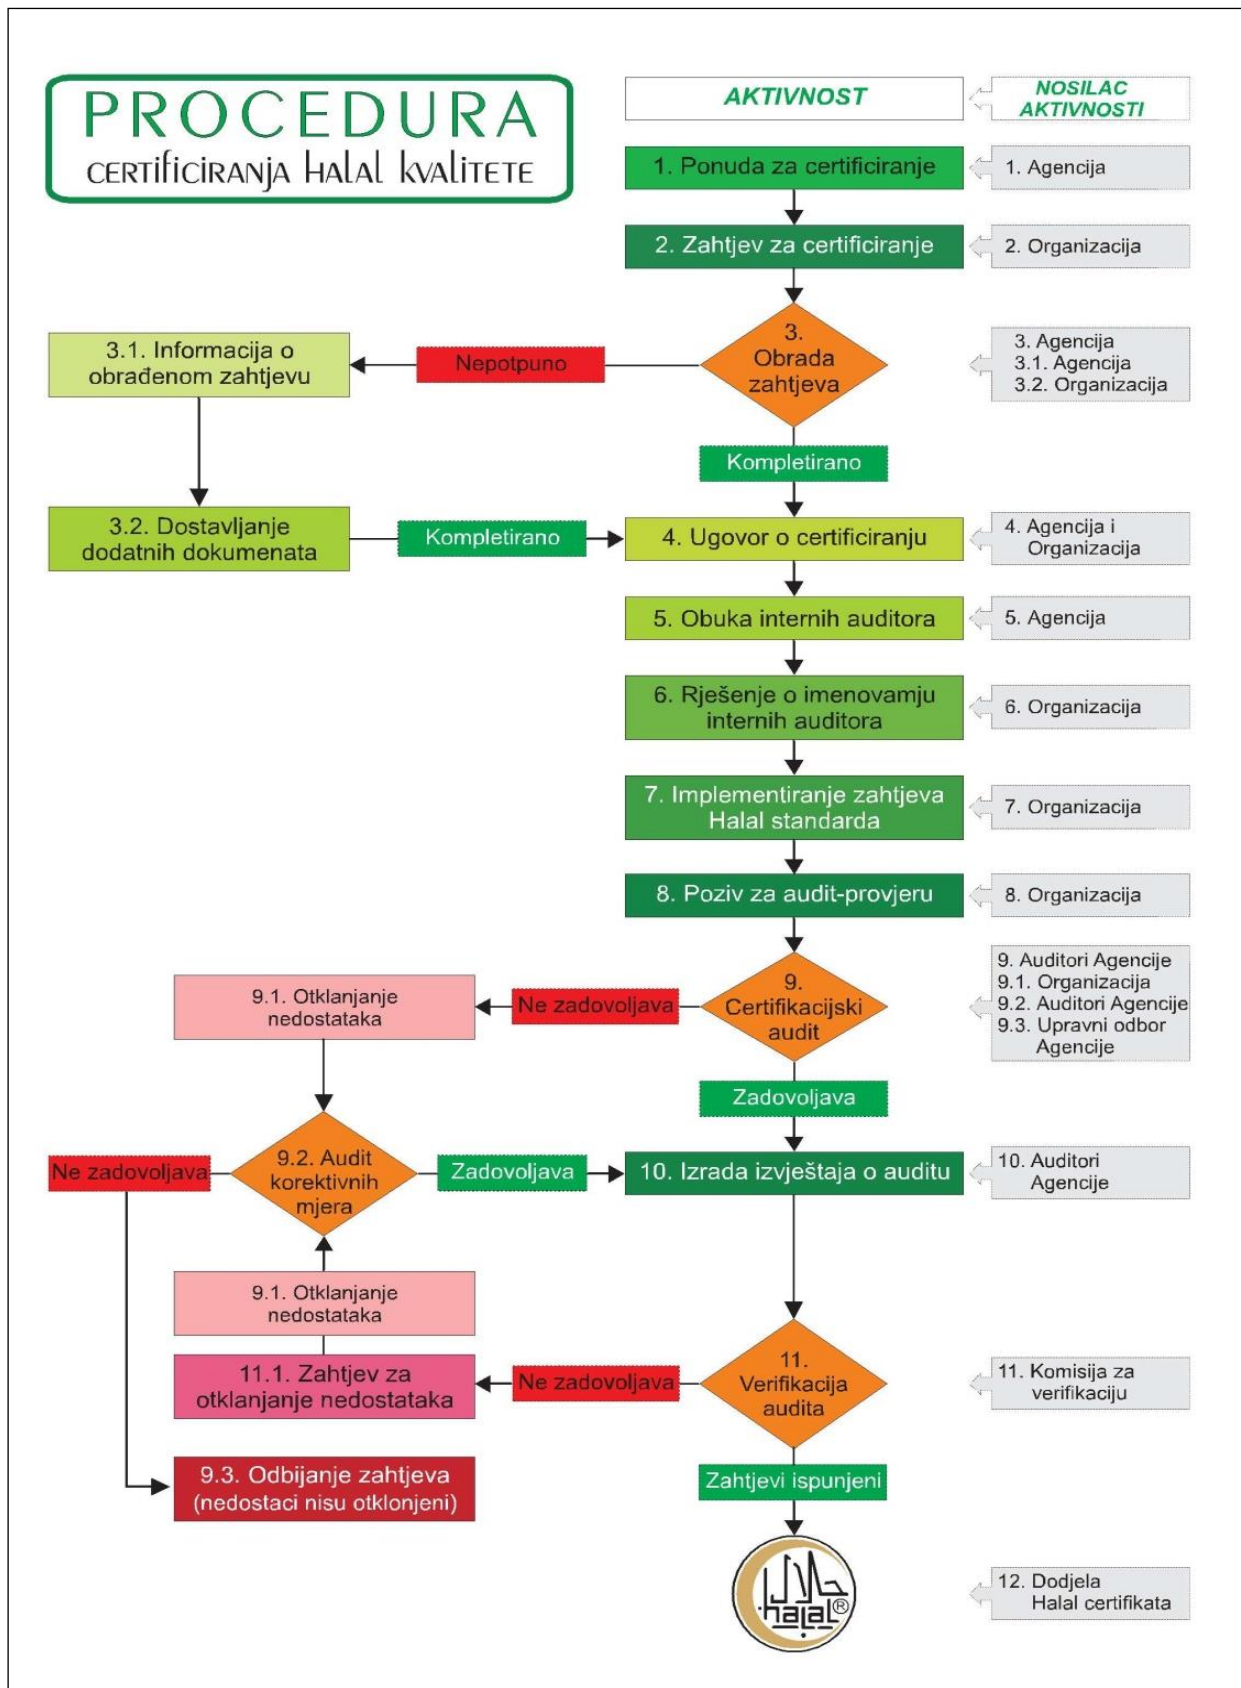 PROCEDURA
CERTIFICIRANJA HALAL KVALITETE
AKTIVNOST
NOSILAC
AKTIVNOSTI
1. Ponuda za certificiranje
1. Agencija
2. Zahtjev za certificiranje
2. Organizacija
3.
Obrada
zahtjeva
3. Agencija
3.1. Agencija
3.2. Organizacija
Nepotpuno
3.1. Informacija o
obrađenom zahtjevu
Kompletirano
3.2. Dostavljanje
dodatnih dokumenata
Kompletirano
4. Ugovor o certificiranju
4. Agencija i
Organizacija
5. Obuka internih auditora
5. Agencija
6. Rješenje o imenovamju
internih auditora
6. Organizacija
7. Implementiranje zahtjeva
Halal standarda
7. Organizacija
8. Poziv za audit-provjeru
8. Organizacija
9.
Certifikacijski
audit
9. Auditori Agencije
9.1. Organizacija
9.2. Auditori Agencije
9.3. Upravni odbor
Agencije
Ne zadovoljava
9.1. Otklanjanje
nedostataka
Zadovoljava
Ne zadovoljava
9.2. Audit
korektivnih
mjera
Zadovoljava
10. Izrada izvještaja o auditu
10. Auditori
Agencije
9.1. Otklanjanje
nedostataka
11.1. Zahtjev za
otklanjanje nedostataka
Ne zadovoljava
11.
Verifikacija
audita
11. Komisija za
verifikaciju
9.3. Odbijanje zahtjeva
(nedostaci nisu otklonjeni)
Zahtjevi ispunjeni
حلال
halal®
12. Dodjela
Halal certifikata